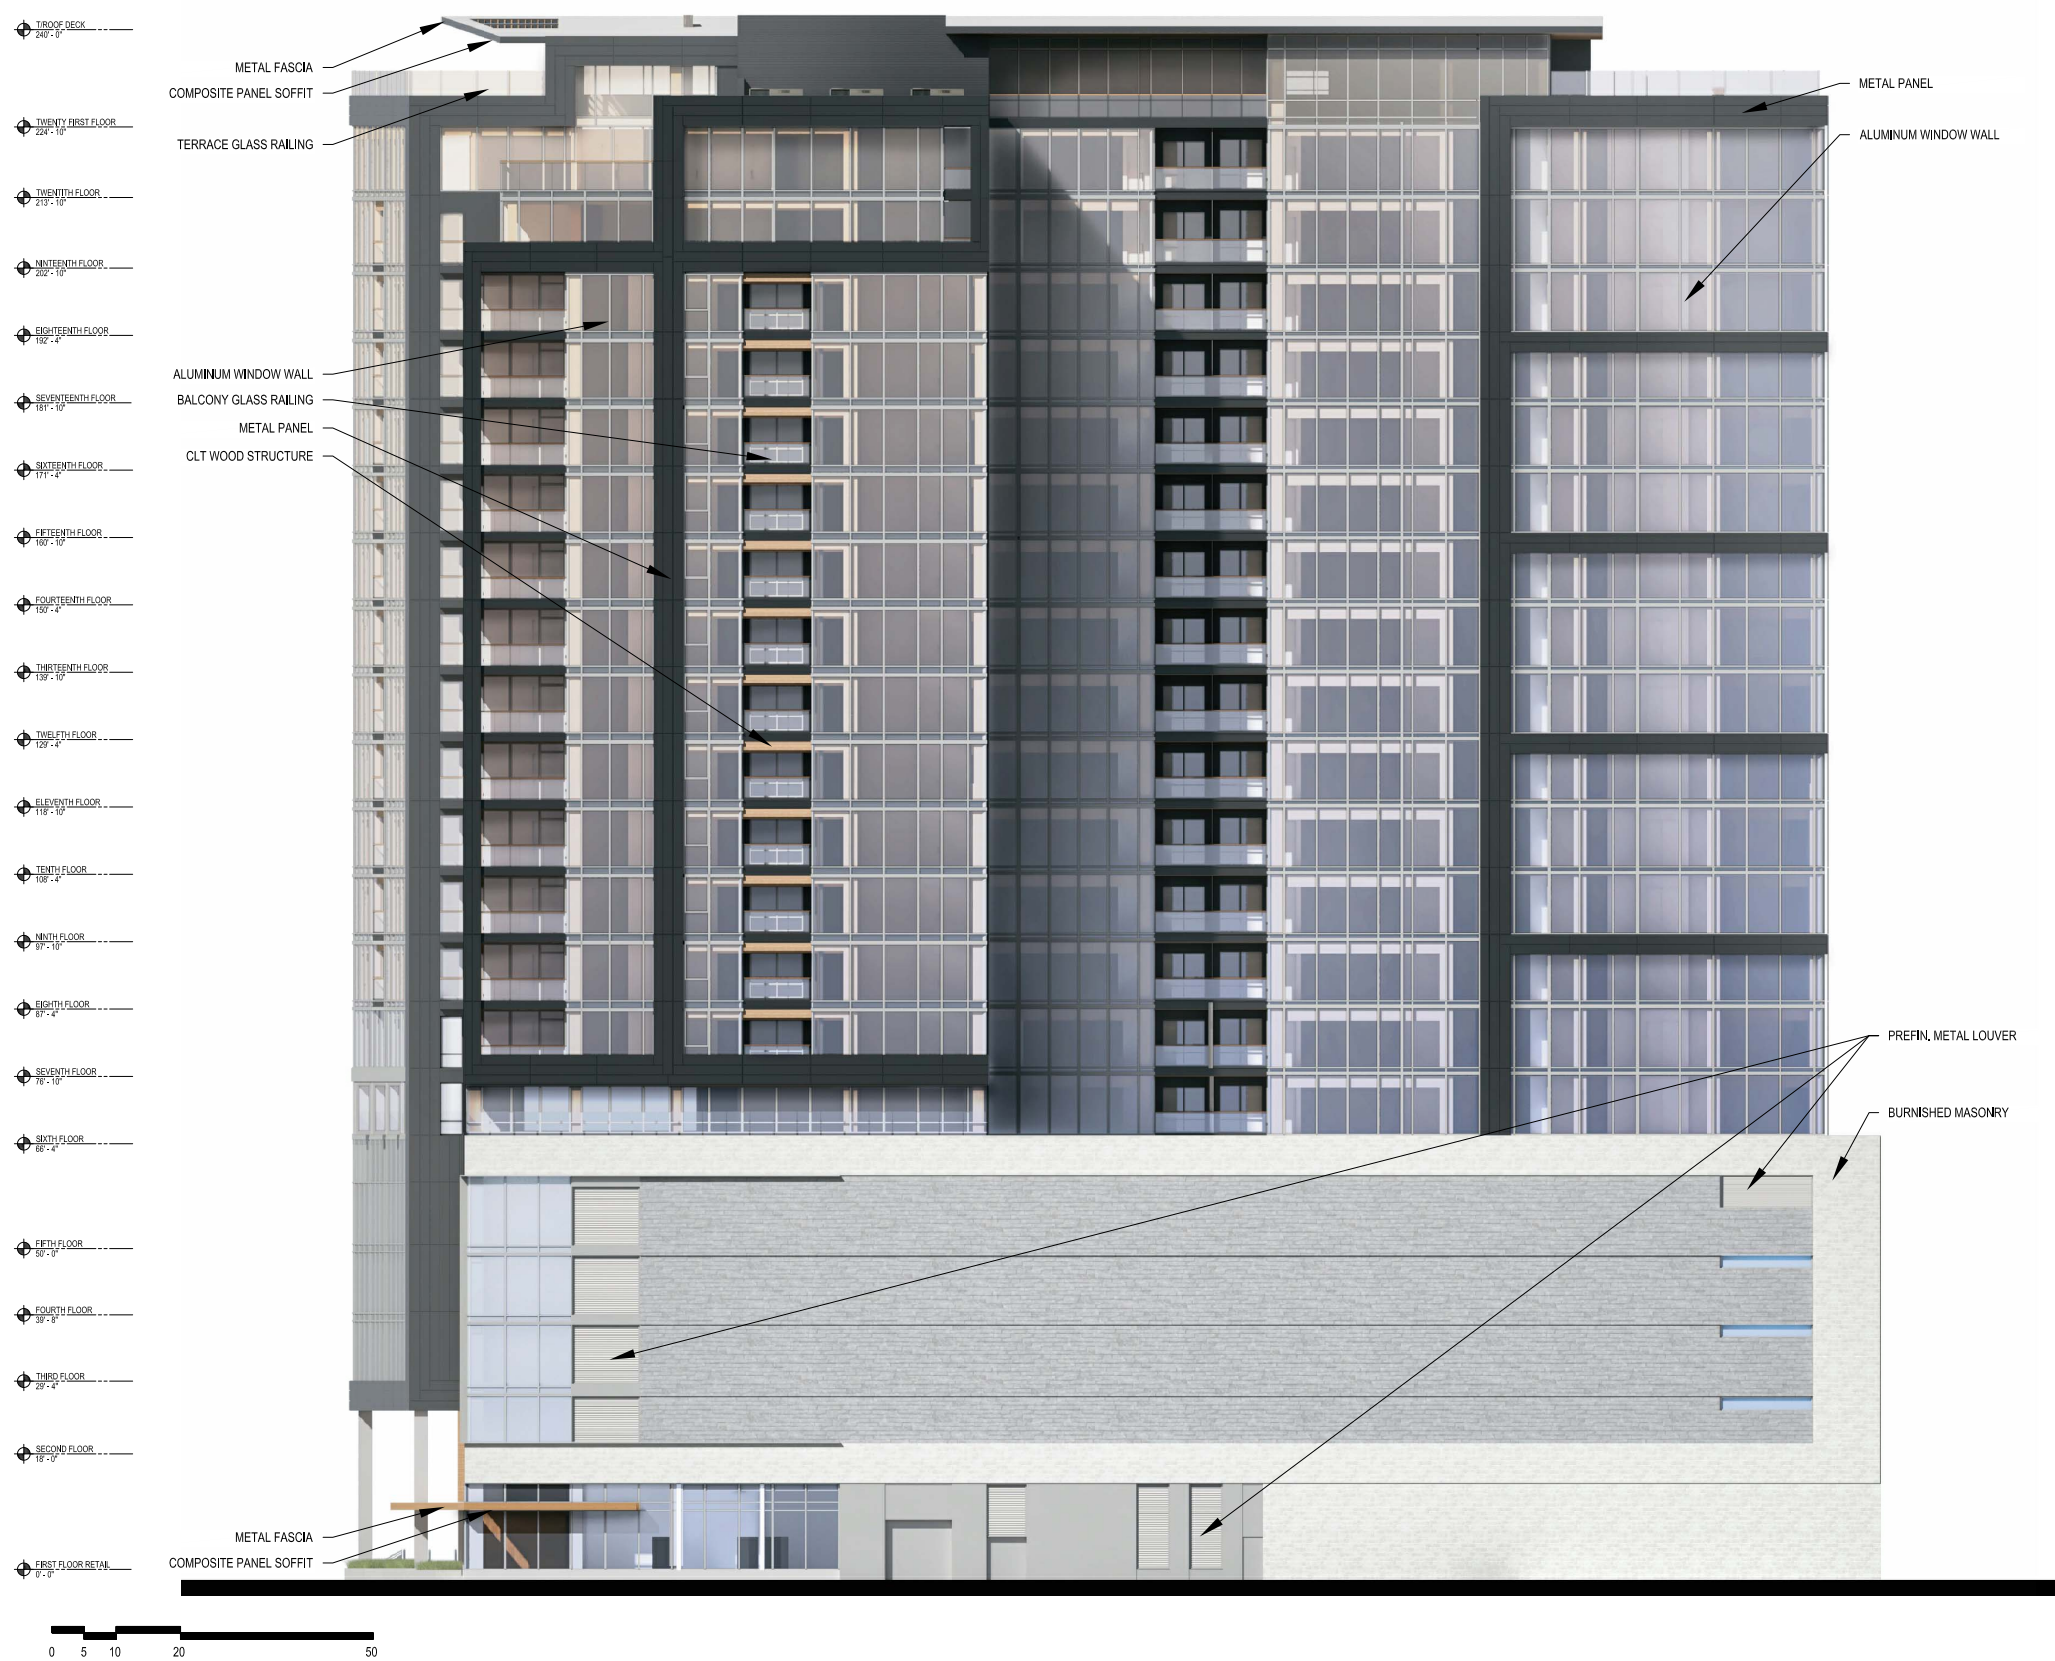 T/ROOF DECK
240' - 0"
METAL FASCIA
COMPOSITE PANEL SOFFIT
METAL PANEL
TWENTY FIRST FLOOR
224' - 10"
ALUMINUM WINDOW WALL
TERRACE GLASS RAILING
TWENTITH FLOOR
213' - 10"
NINTEENTH FLOOR
202' - 10"
EIGHTEENTH FLOOR
192' - 4"
ALUMINUM WINDOW WALL
SEVENTEENTH FLOOR
181' - 10"
BALCONY GLASS RAILING
METAL PANEL
CLT WOOD STRUCTURE
SIXTEENTH FLOOR
171' - 4"
FIFTEENTH FLOOR
160' - 10"
FOURTEENTH FLOOR
150' - 4"
THIRTEENTH FLOOR
139' - 10"
TWELFTH FLOOR
129' - 4"
ELEVENTH FLOOR
118' - 10"
TENTH FLOOR
108' - 4"
NINTH FLOOR
97' - 10"
EIGHTH FLOOR
87' - 4"
PREFIN. METAL LOUVER
SEVENTH FLOOR
76' - 10"
BURNISHED MASONRY
SIXTH FLOOR
66' - 4"
FIFTH FLOOR
50' - 0"
FOURTH FLOOR
39' - 8"
THIRD FLOOR
29' - 4"
SECOND FLOOR
18' - 0"
METAL FASCIA
COMPOSITE PANEL SOFFIT
FIRST FLOOR RETAIL
0' - 0"
0 5 10 20 50